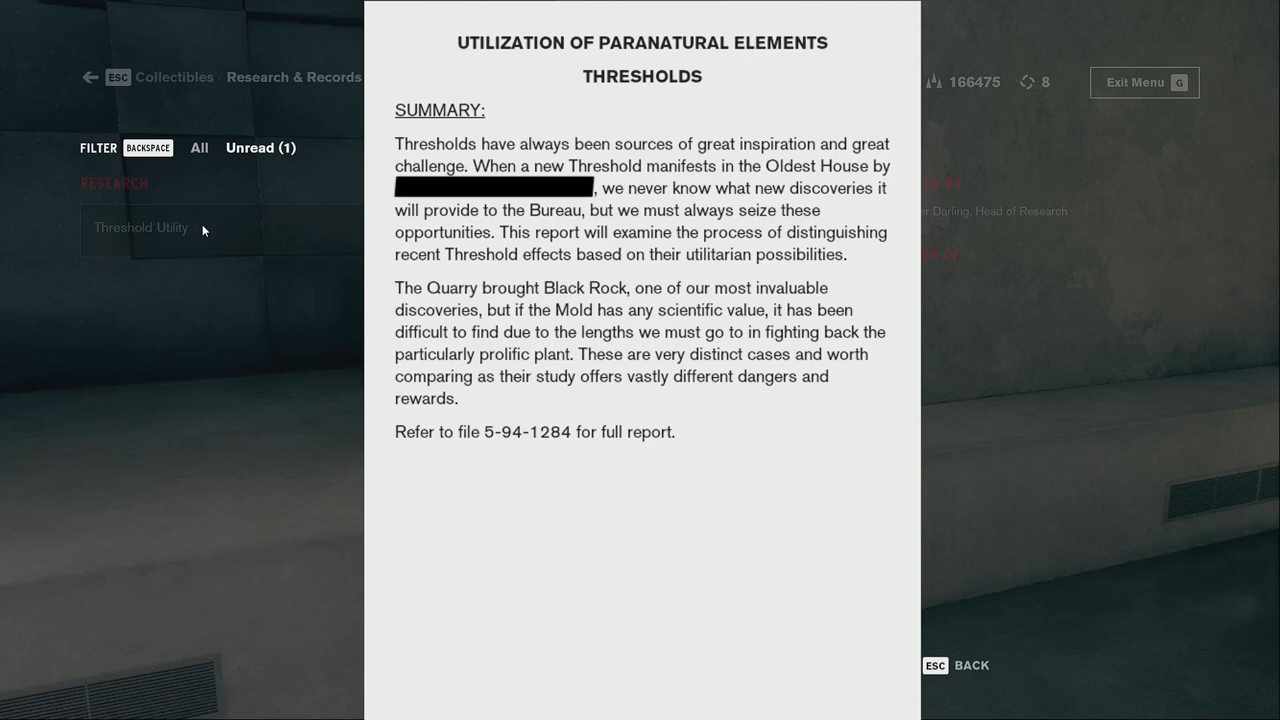 UTILIZATION OF PARANATURAL ELEMENTS
THRESHOLDS
ESC Collectibles Research & Records
166475 8 Exit Menu G
SUMMARY:
FILTER BACKSPACE All Unread (1)
Thresholds have always been sources of great inspiration and great
challenge. When a new Threshold manifests in the Oldest House by
, we never know what new discoveries it
will provide to the Bureau, but we must always seize these
opportunities. This report will examine the process of distinguishing
recent Threshold effects based on their utilitarian possibilities.
RESEARCH
Threshold Utility
er Darling, Head of Research
The Quarry brought Black Rock, one of our most invaluable
discoveries, but if the Mold has any scientific value, it has been
difficult to find due to the lengths we must go to in fighting back the
particularly prolific plant. These are very distinct cases and worth
comparing as their study offers vastly different dangers and
rewards.
Refer to file 5-94-1284 for full report.
ESC BACK